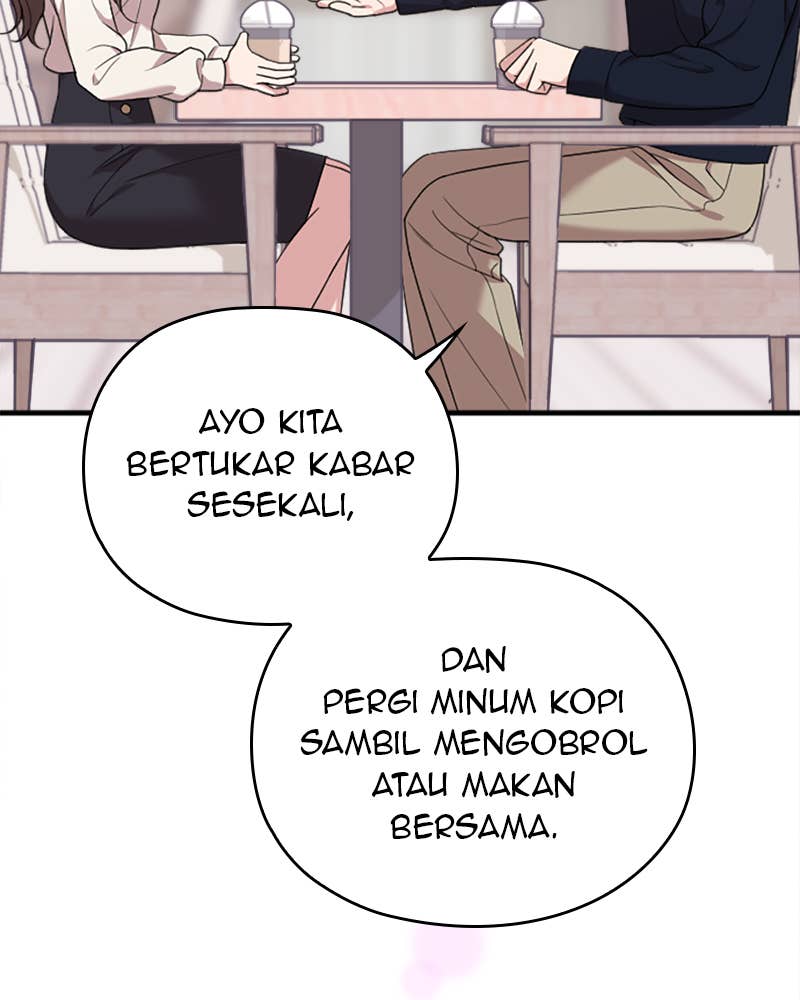 AYO KITA
BERTUKAR KABAR
SESEKALI,
DAN
PERGI MINUM KOPI
SAMBIL MENGOBROL
ATAU MAKAN
BERSAMA.